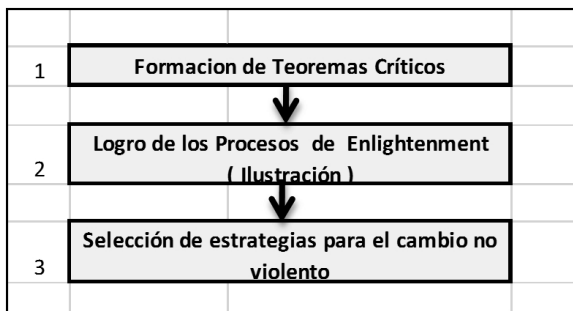 1 Formacion de Teoremas Críticos
Logro de los Procesos de Enlightenment
2 ( Ilustración )
Selección de estrategias para el cambio no
3 violento